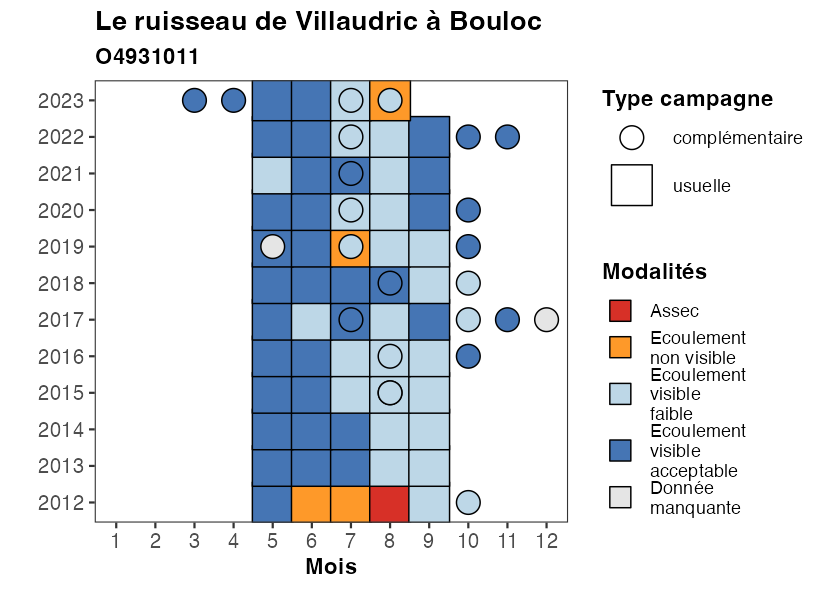 Le ruisseau de Villaudric à Bouloc
O4931011
2023
2022
2021
2020
2019
2018
2017
2016
2015
2014
2013
2012
1 2 3 4 5 6 7 8 9 10 11 12
Mois
Type campagne
complémentaire
usuelle
Modalités
Assec
Ecoulement
non visible
Ecoulement
visible
faible
Ecoulement
visible
acceptable
Donnée
manquante